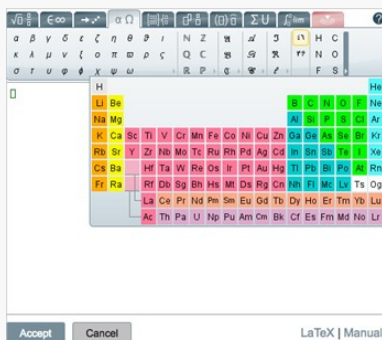 α Ω
Σ U
lim
α β γ δ ε ζ η θ ϑ ι
N Z
H C
κ λ μ ν ξ ο π ϖ ρ ς
Q C
N O
σ τ υ φ φ χ ψ ω
R P
F S
H He
Li Be B C N O F Ne
Na Mg Al Si P S Cl Ar
K Ca Sc Ti V Cr Mn Fe Co Ni Cu Zn Ga Ge As Se Br Kr
Rb Sr Y Zr Nb Mo Tc Ru Rh Pd Ag Cd In Sn Sb Te I Xe
Cs Ba Hf Ta W Re Os Ir Pt Au Hg Tl Pb Bi Po At Rn
Fr Ra Rf Db Sg Bh Hs Mt Ds Rg Cn Nh Fl Mc Lv Ts Og
La Ce Pr Nd Pm Sm Eu Gd Tb Dy Ho Er Tm Yb Lu
Ac Th Pa U Np Pu Am Cm Bk Cf Es Fm Md No Lr
Accept Cancel LaTeX | Manual